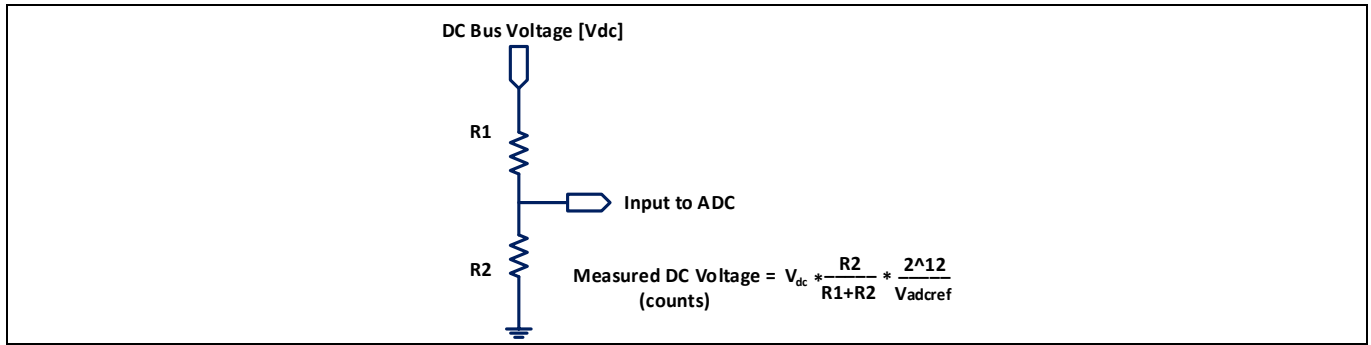 DC Bus Voltage [Vdc]
R1
Input to ADC
R2
Measured DC Voltage = Vdc * R2/R1+R2 * 2^12/Vadcref
(counts)